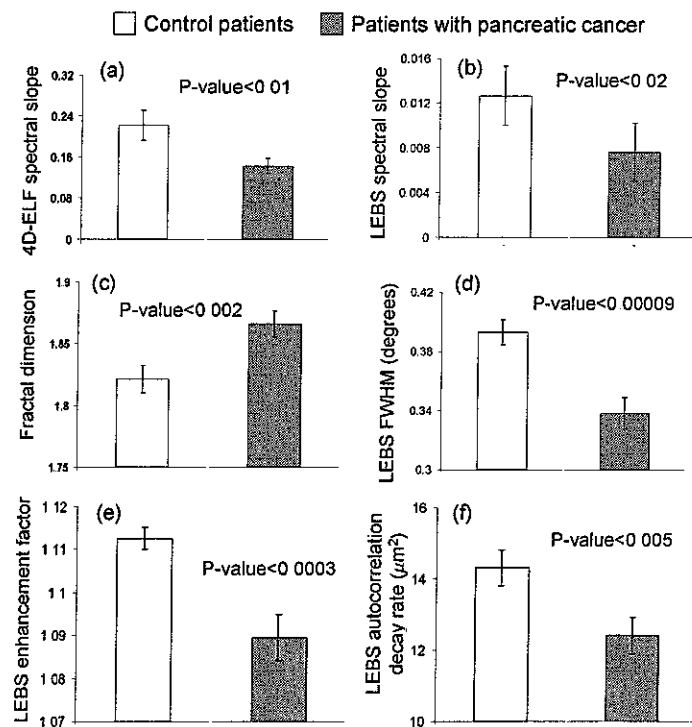 Control patients
Patients with pancreatic cancer
(a)
P-value<0 01
4D-ELF spectral slope
0.32
0.24
0.16
0.08
0
(b)
P-value<0 02
LEBS spectral slope
0.016
0.012
0.008
0.004
0
(c)
P-value<0 002
Fractal dimension
1.9
1.85
1.8
1.75
(d)
P-value<0 00009
LEBS FWHM (degrees)
0.42
0.38
0.34
0.3
(e)
P-value<0 0003
LEBS enhancement factor
1 12
1.11
1 1
1 09
1 08
1 07
(f)
P-value<0 005
LEBS autocorrelation
decay rate (μm²)
16
14
12
10